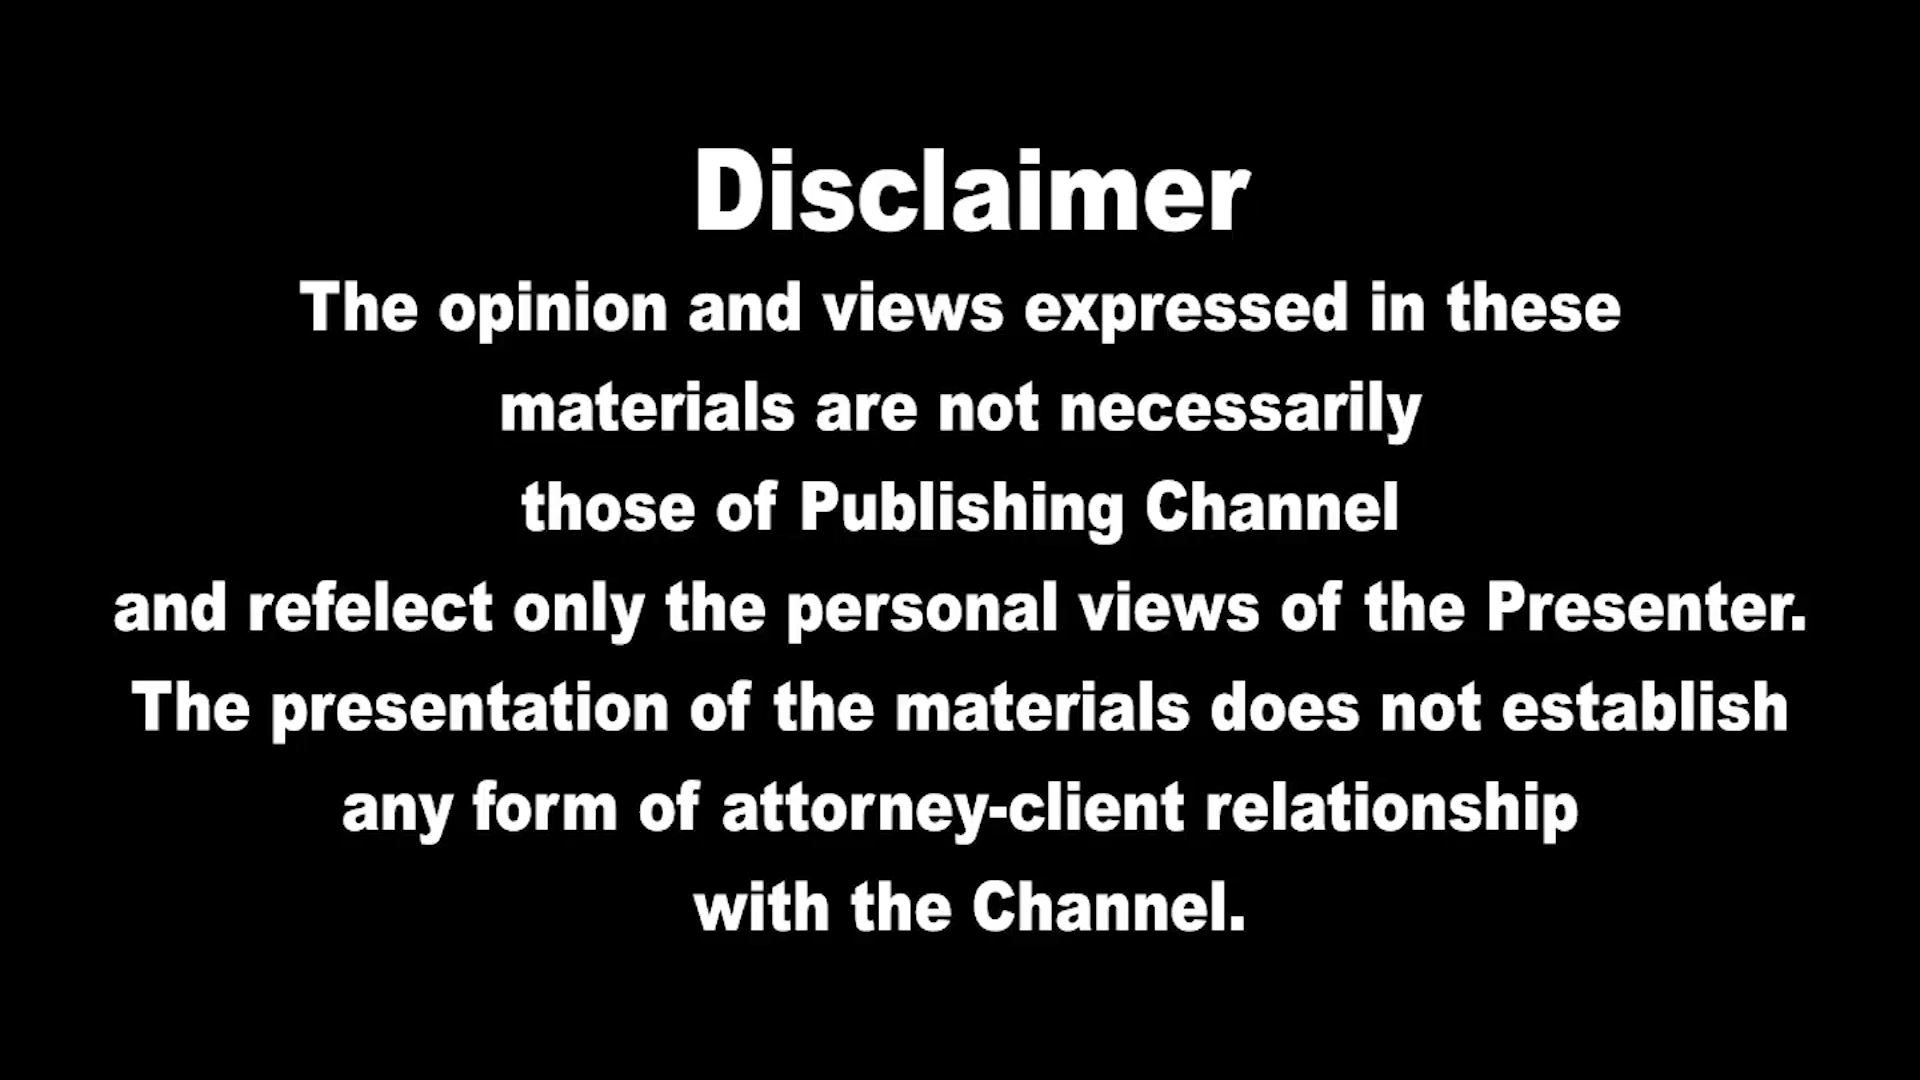 Disclaimer
The opinion and views expressed in these
materials are not necessarily
those of Publishing Channel
and refelect only the personal views of the Presenter.
The presentation of the materials does not establish
any form of attorney-client relationship
with the Channel.